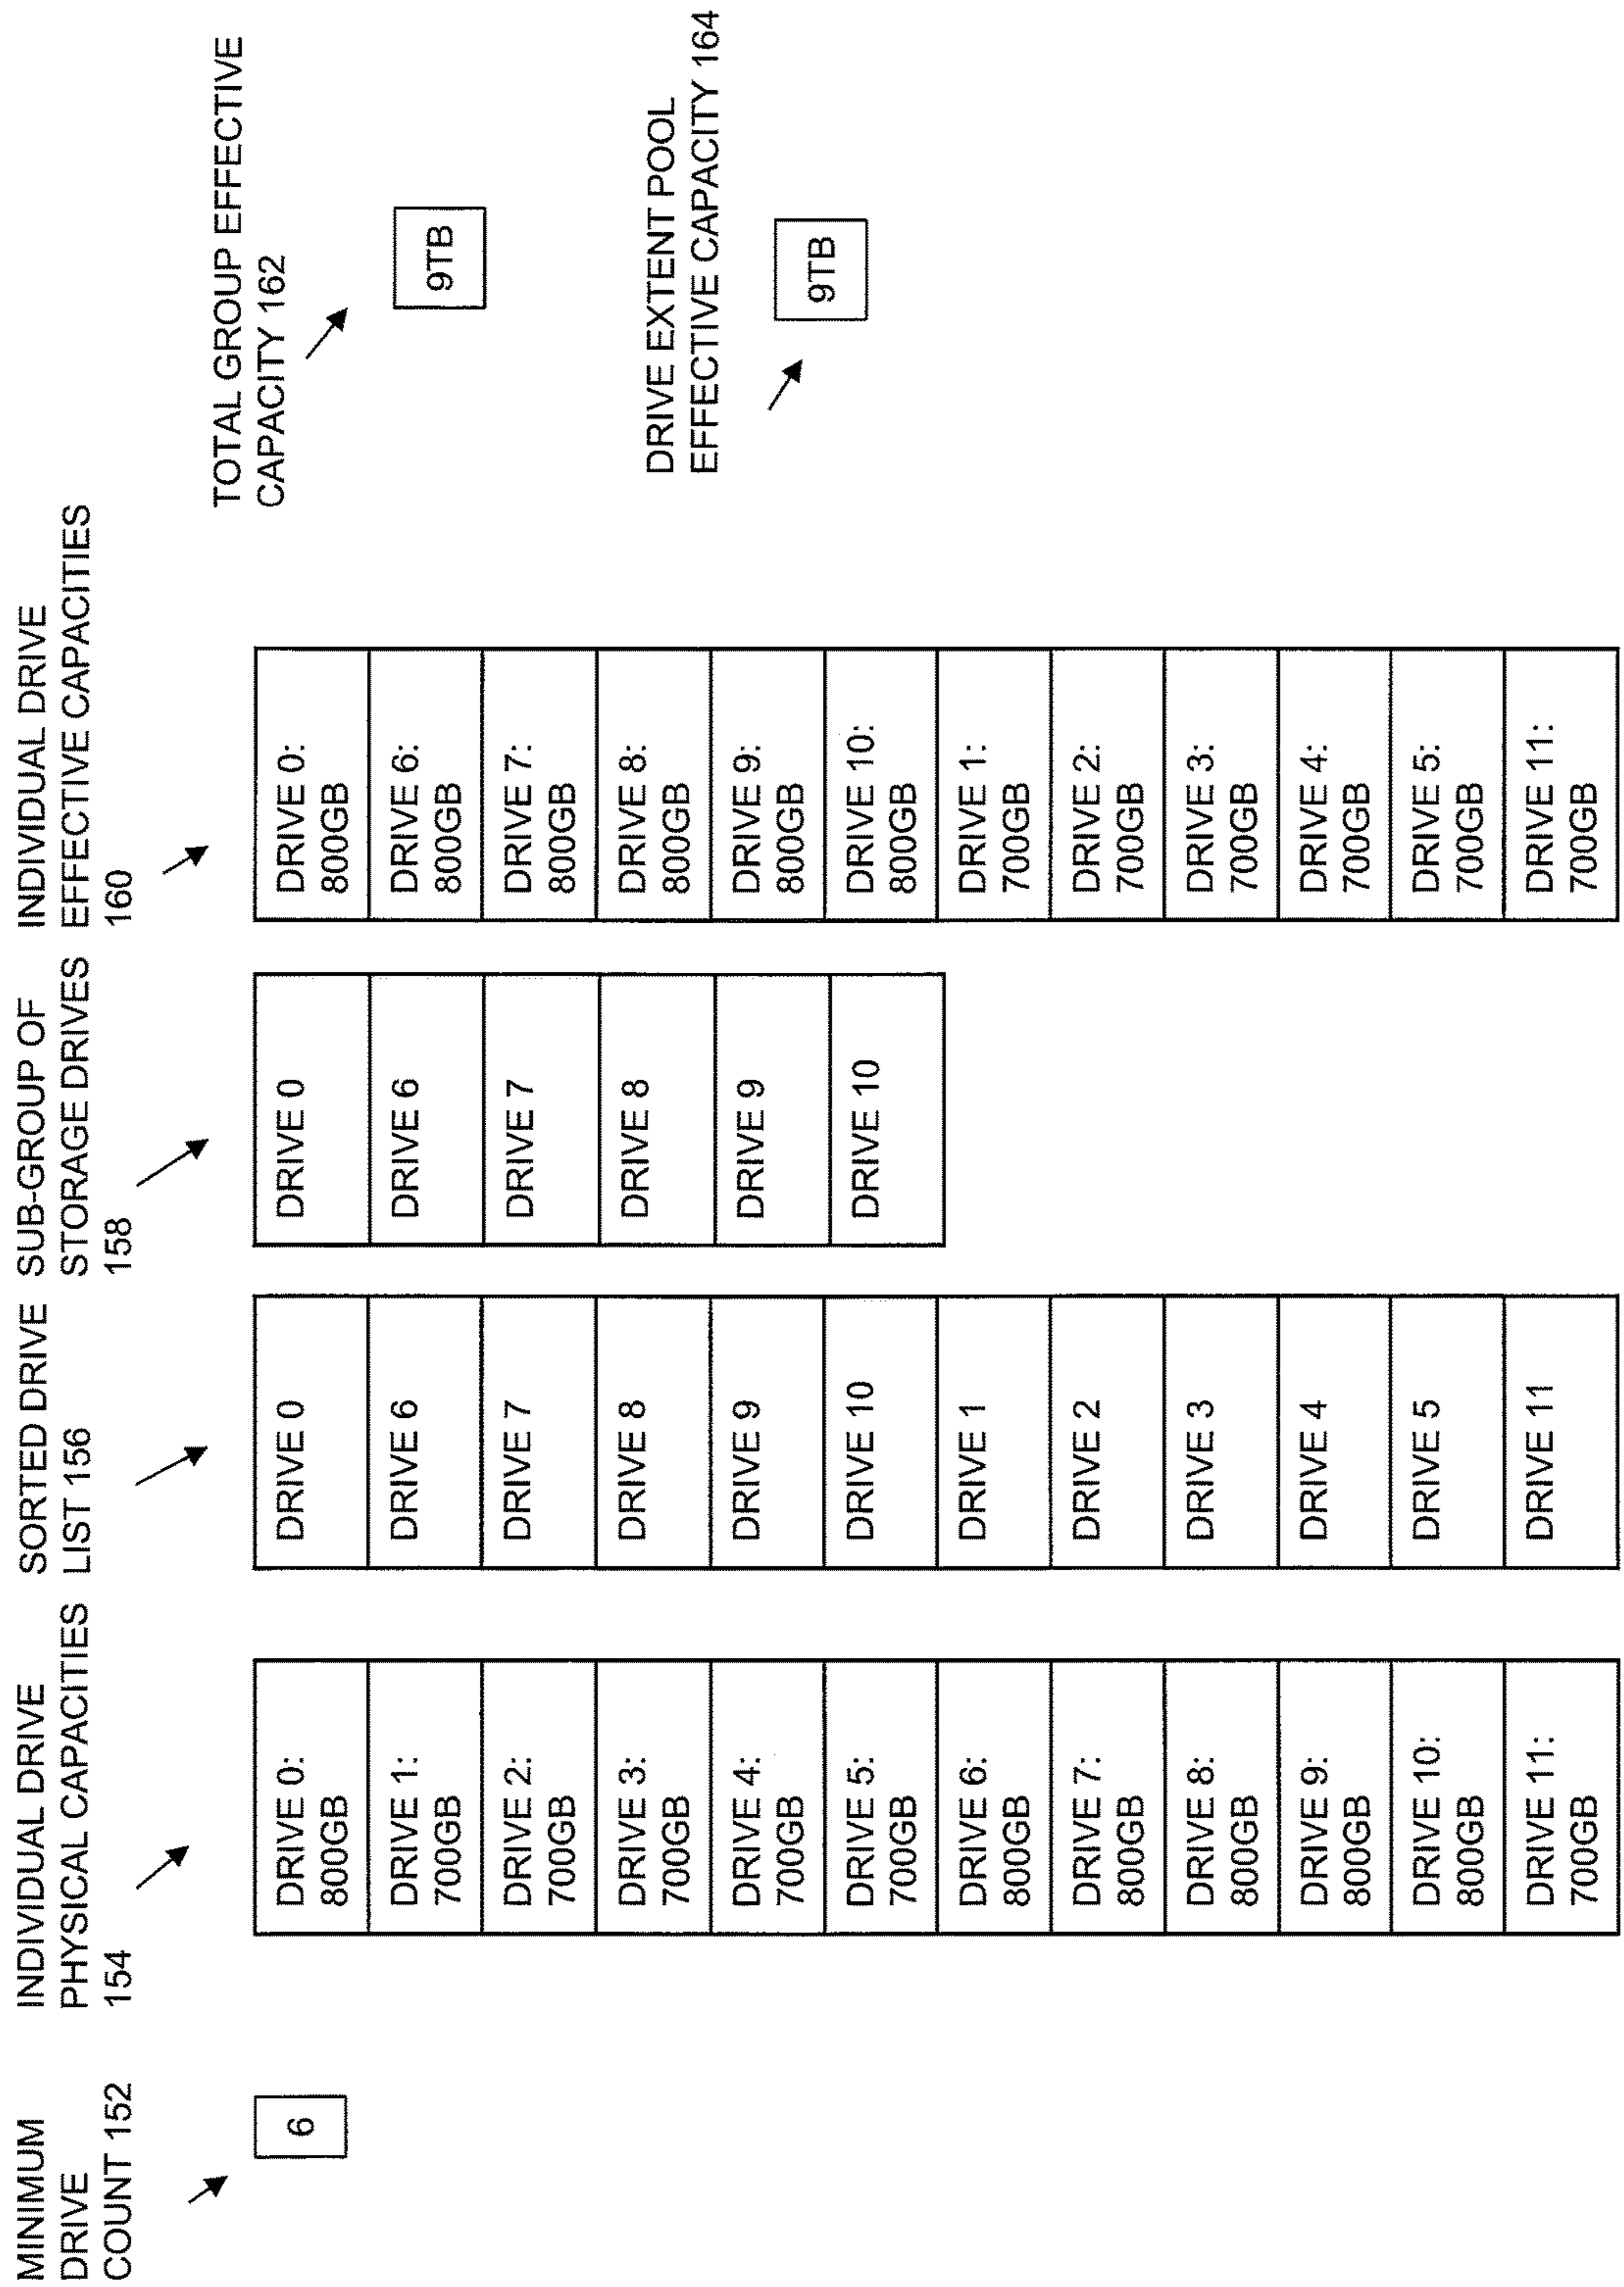 MINIMUM
DRIVE
COUNT 152
6
INDIVIDUAL DRIVE
PHYSICAL CAPACITIES
154
DRIVE 0:
800GB
DRIVE 1:
700GB
DRIVE 2:
700GB
DRIVE 3:
700GB
DRIVE 4:
700GB
DRIVE 5:
700GB
DRIVE 6:
800GB
DRIVE 7:
800GB
DRIVE 8:
800GB
DRIVE 9:
800GB
DRIVE 10:
800GB
DRIVE 11:
700GB
SORTED DRIVE
LIST 156
DRIVE 0
DRIVE 6
DRIVE 7
DRIVE 8
DRIVE 9
DRIVE 10
DRIVE 1
DRIVE 2
DRIVE 3
DRIVE 4
DRIVE 5
DRIVE 11
SUB-GROUP OF
STORAGE DRIVES
158
DRIVE 0
DRIVE 6
DRIVE 7
DRIVE 8
DRIVE 9
DRIVE 10
INDIVIDUAL DRIVE
EFFECTIVE CAPACITIES
160
DRIVE 0:
800GB
DRIVE 6:
800GB
DRIVE 7:
800GB
DRIVE 8:
800GB
DRIVE 9:
800GB
DRIVE 10:
800GB
DRIVE 1:
700GB
DRIVE 2:
700GB
DRIVE 3:
700GB
DRIVE 4:
700GB
DRIVE 5:
700GB
DRIVE 11:
700GB
TOTAL GROUP EFFECTIVE
CAPACITY 162
9TB
DRIVE EXTENT POOL
EFFECTIVE CAPACITY 164
9TB